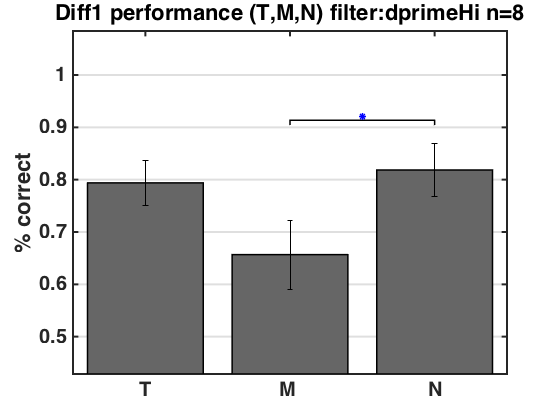 Diff1 performance (T,M,N) filter:dprimeHi n=8
% correct
1
0.9
0.8
0.7
0.6
0.5
*
T M N